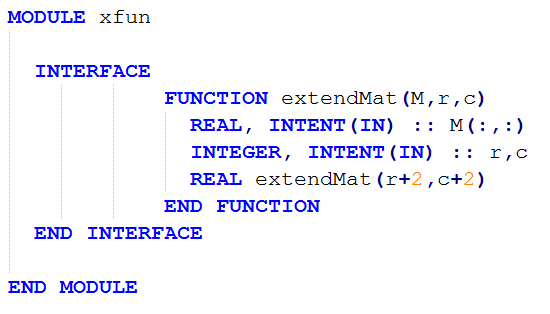 MODULE xfun
INTERFACE
FUNCTION extendMat(M,r,c)
REAL, INTENT(IN) :: M(:,:)
INTEGER, INTENT(IN) :: r,c
REAL extendMat(r+2,c+2)
END FUNCTION
END INTERFACE
END MODULE